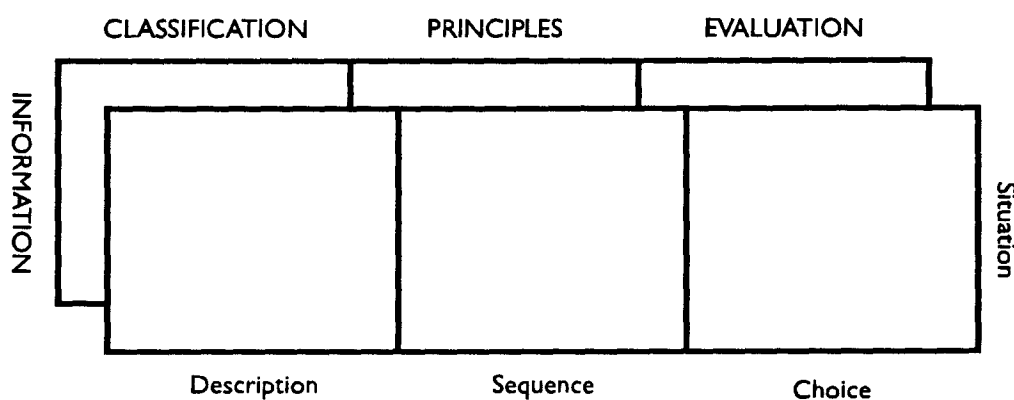 CLASSIFICATION PRINCIPLES EVALUATION
INFORMATION
Situation
Description Sequence Choice